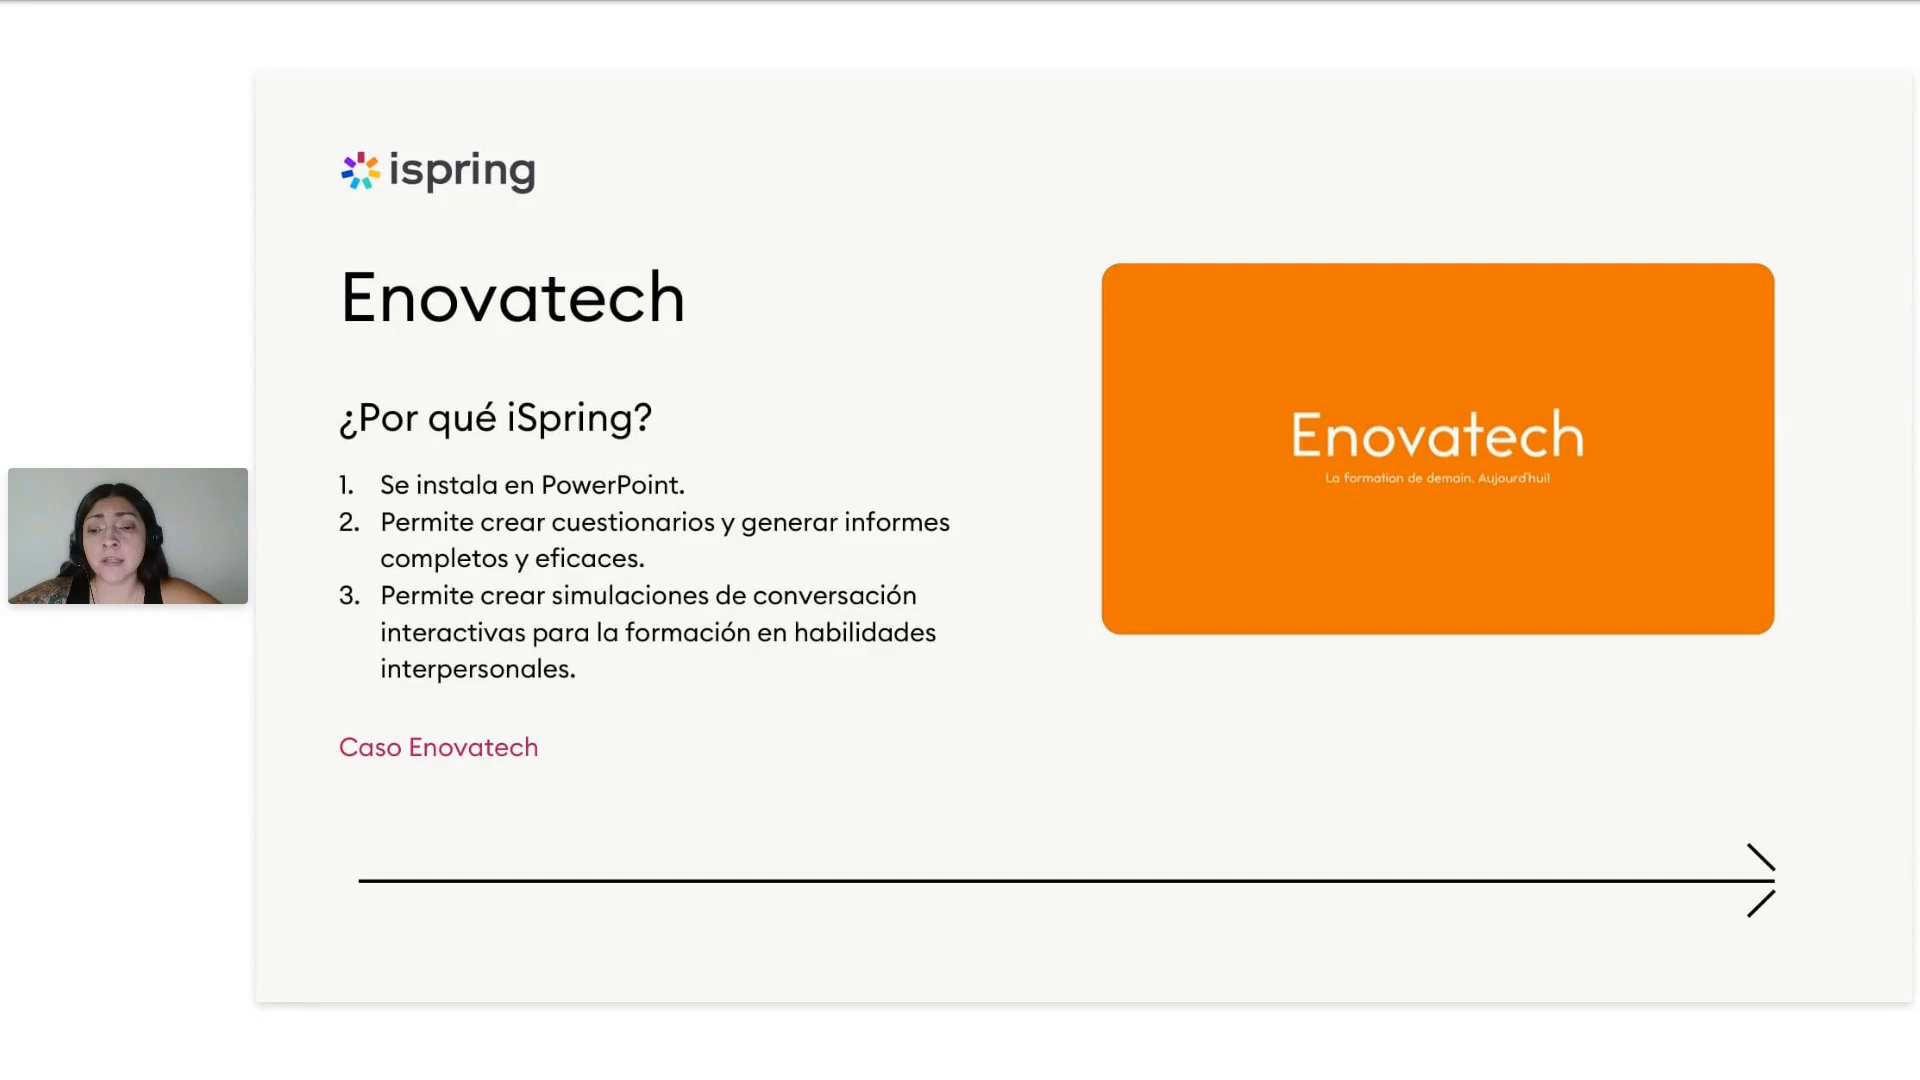 ispring
Enovatech
¿Por qué iSpring?
1. Se instala en PowerPoint.
2. Permite crear cuestionarios y generar informes
completos y eficaces.
3. Permite crear simulaciones de conversación
interactivas para la formación en habilidades
interpersonales.
Caso Enovatech
Enovatech
La formation de demain, Aujourd'hui!